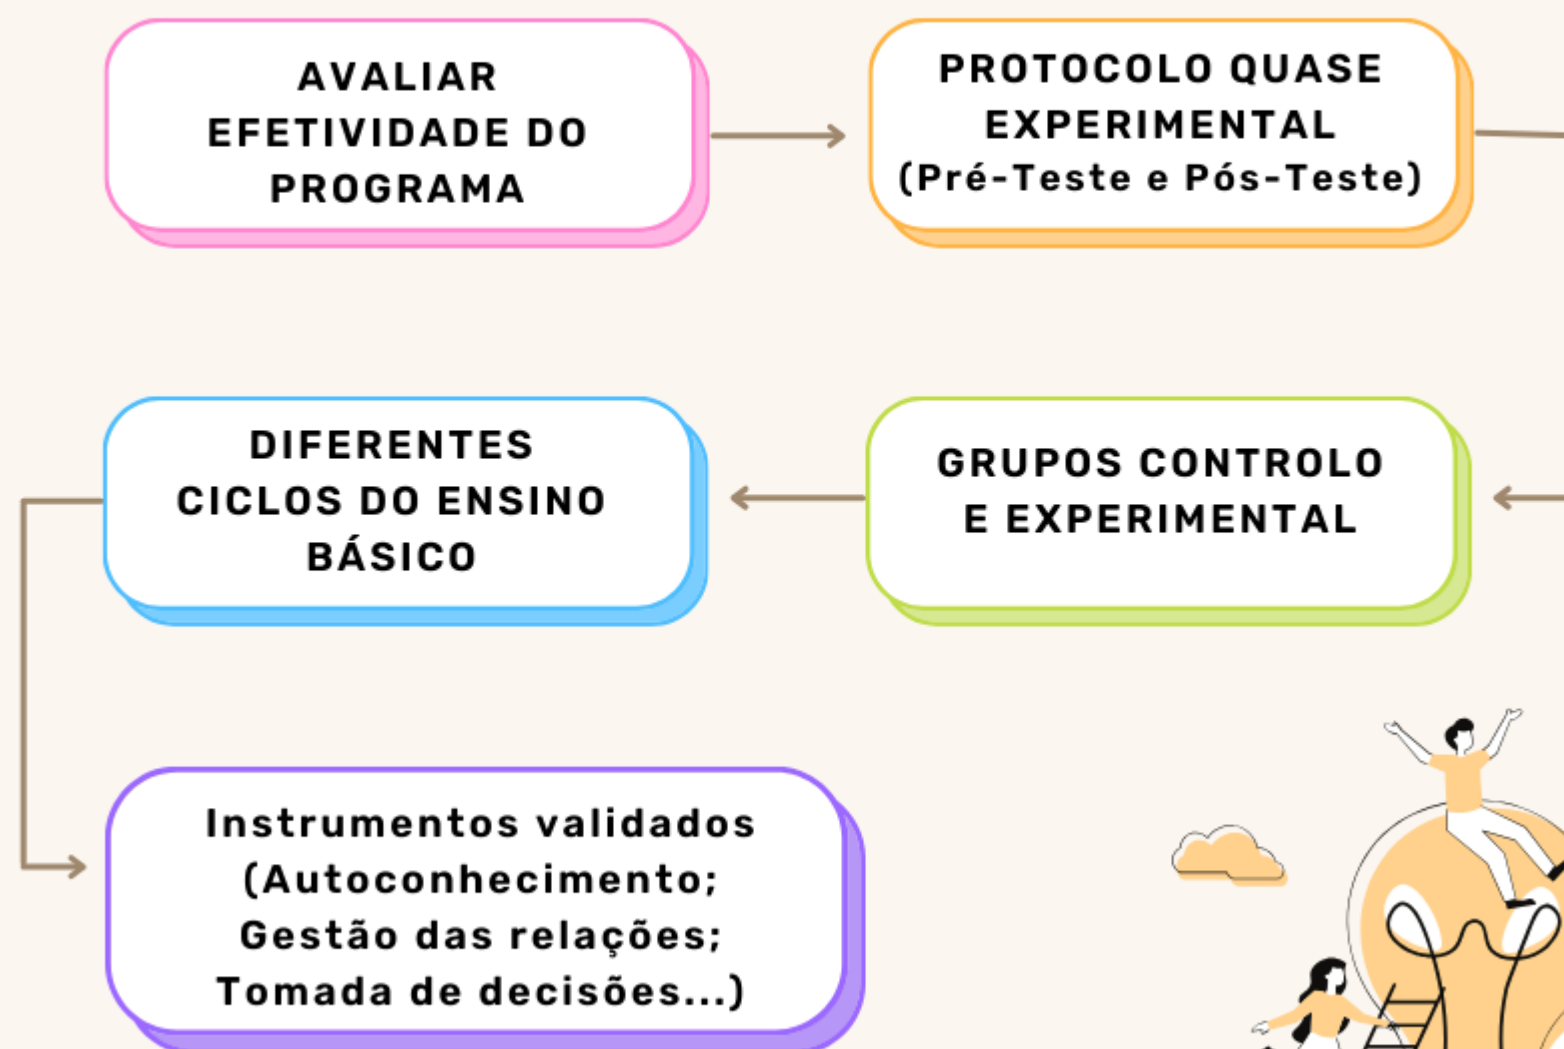 AVALIAR
EFETIVIDADE DO
PROGRAMA
PROTOCOLO QUASE
EXPERIMENTAL
(Pré-Teste e Pós-Teste)
GRUPOS CONTROLO
E EXPERIMENTAL
DIFERENTES
CICLOS DO ENSINO
BÁSICO
Instrumentos validados
(Autoconhecimento;
Gestão das relações;
Tomada de decisões...)